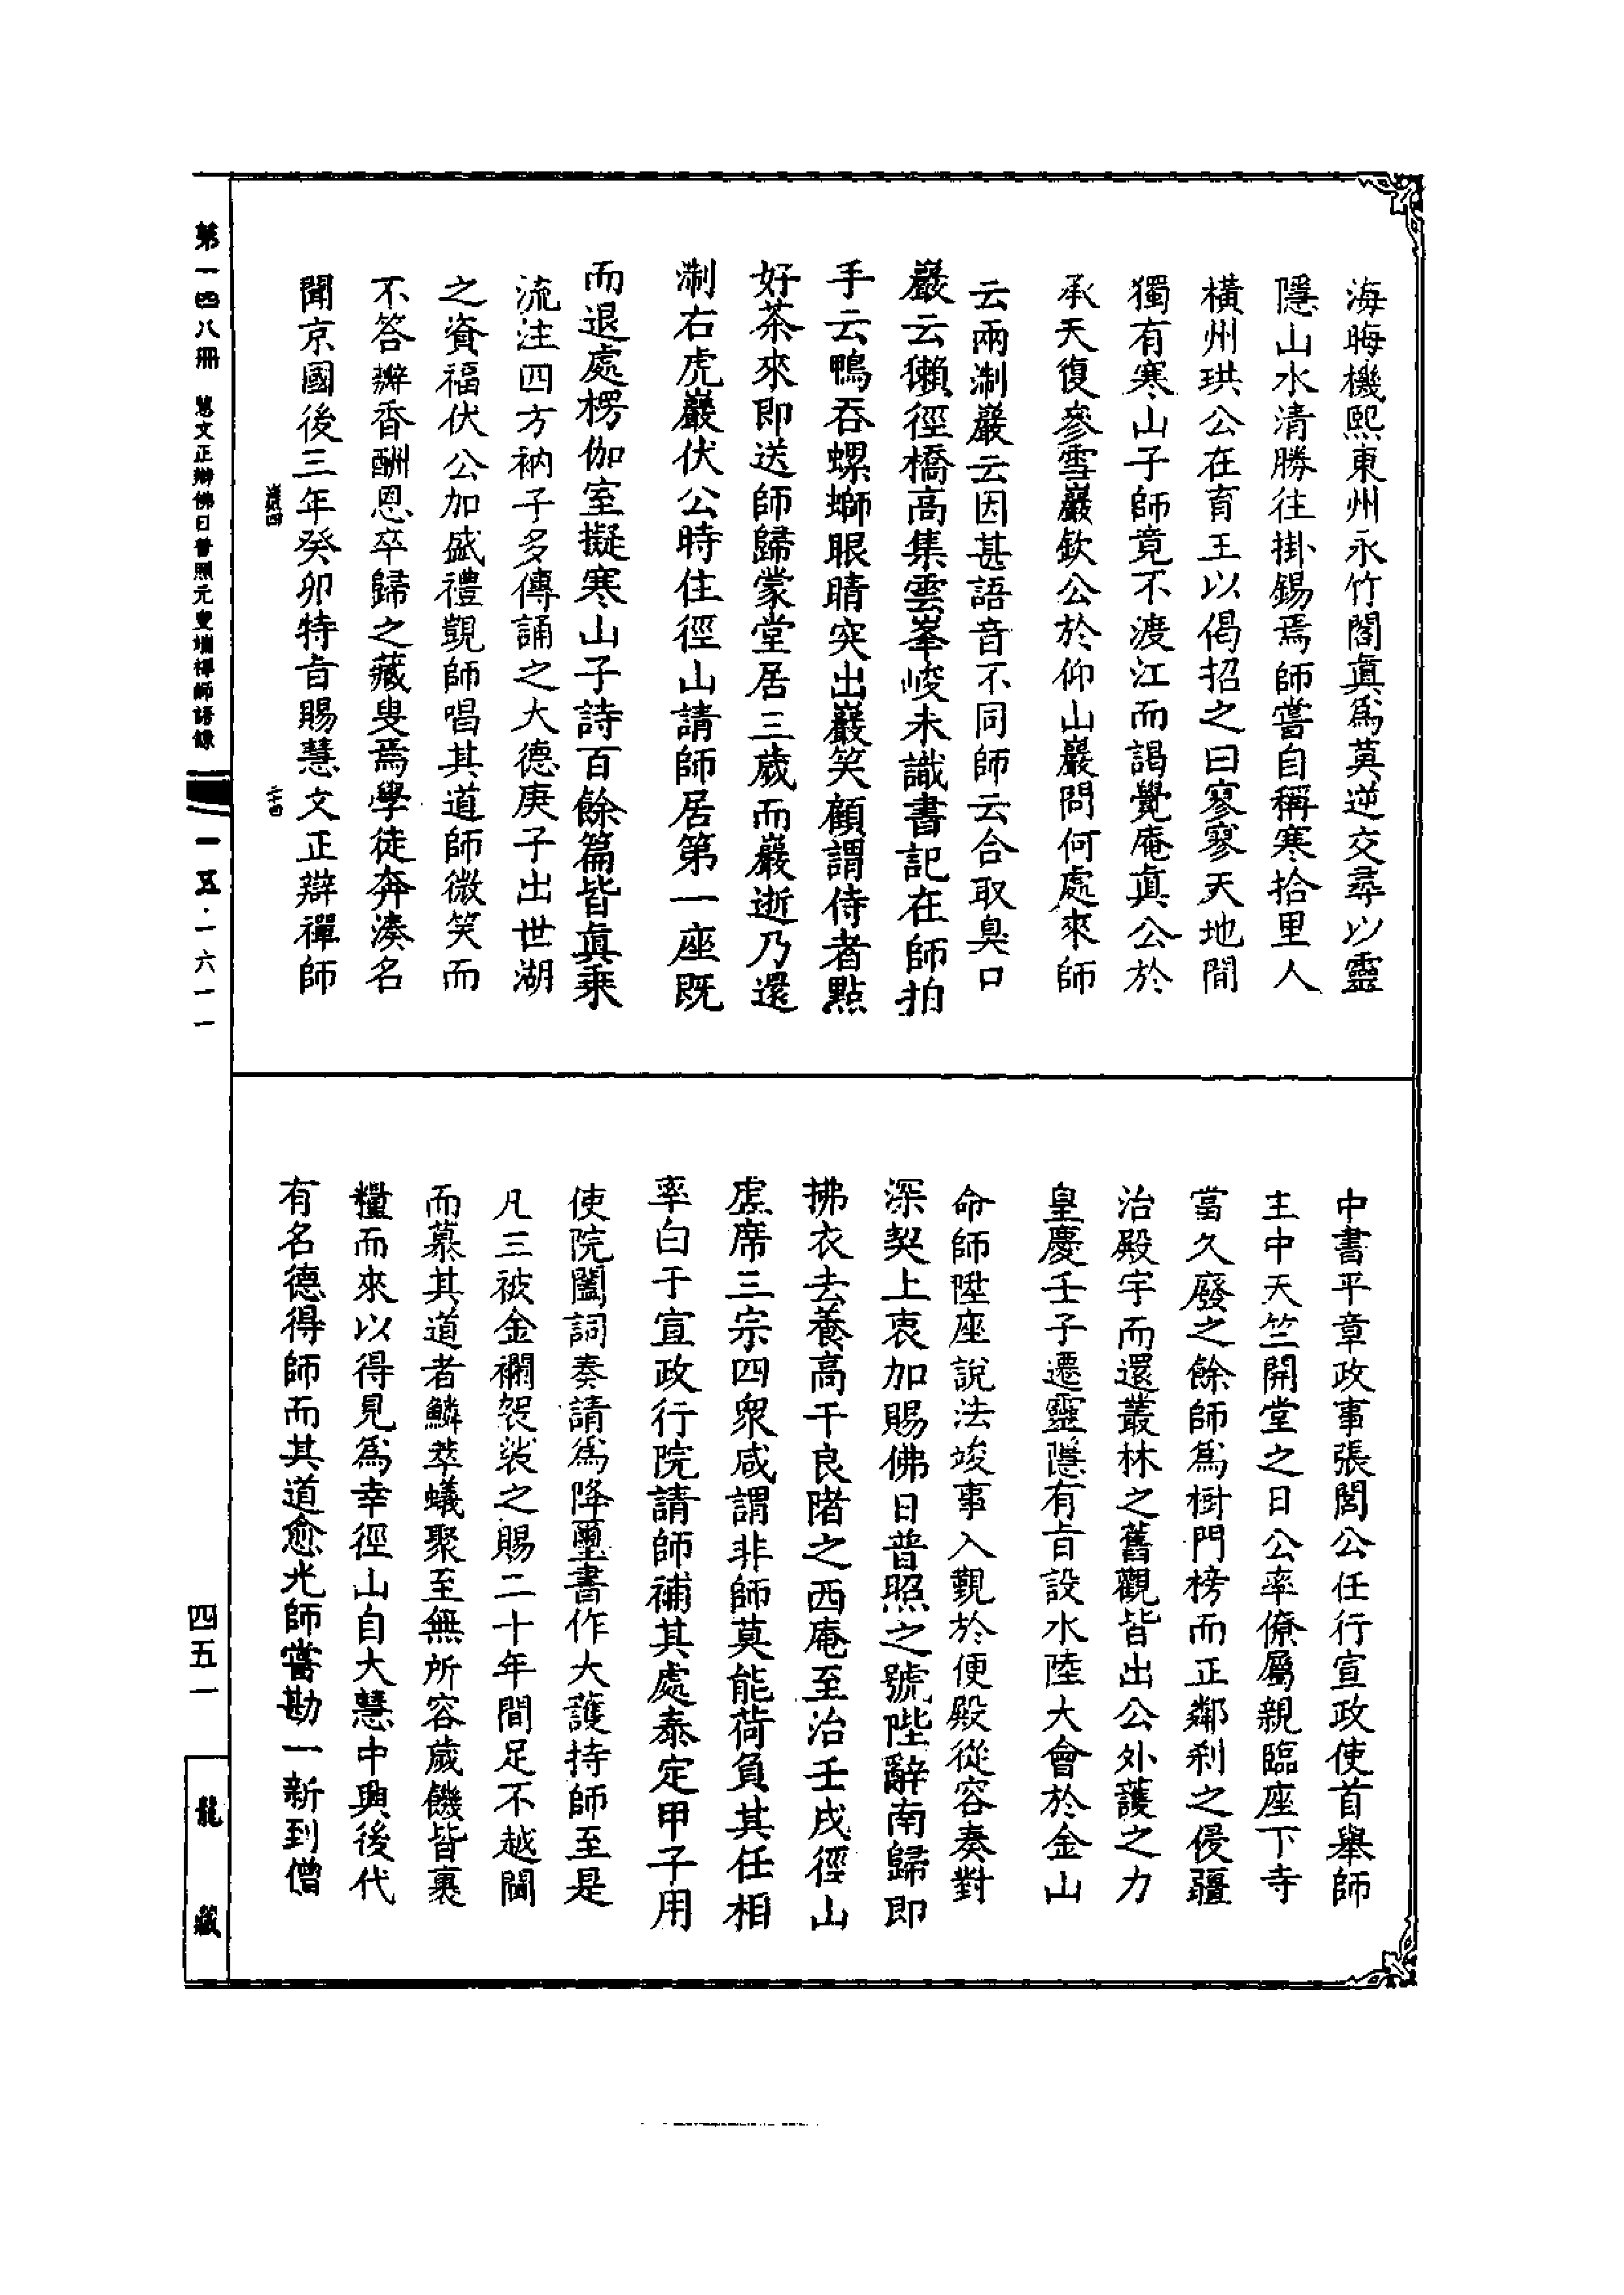 海晦機熙東州永竹閣眞爲莫逆交尋以靈
隱山水清勝往掛錫焉師嘗自稱寒拾里人
橫州珙公在育王以偈招之曰寥寥天地間
獨有寒山子師竟不渡江而謁覺庵眞公於
承天復參雪巖欽公於仰山巖問何處來師
云兩淛巖云因甚語音不同師云合取臭口
巖云獺徑橋高集雲峯峻未識書記在師拍
手云鴨吞螺螄眼睛突出巖笑顧謂侍者點
好茶來即送師歸蒙堂居三歲而巖逝乃還
淛右虎巖伏公時住徑山請師居第一座既
而退處楞伽室擬寒山子詩百餘篇皆眞乘
流注四方衲子多傳誦之大德庚子出世湖
之資福伏公加盛禮覲師唱其道師微笑而
不答辦香酬恩卒歸之藏叟焉學徒奔湊名
聞京國後三年癸卯特旨賜慧文正辯禪師
中書平章政事張閭公任行宣政使首舉師
主中天竺開堂之日公率僚屬親臨座下寺
當久廢之餘師爲樹門榜而正鄰刹之侵疆
治殿宇而還叢林之舊觀皆出公外護之力
皇慶壬子遷靈隱有旨設水陸大會於金山
命師陞座說法竣事入覲於便殿從容奏對
深契上衷加賜佛日普照之號陛辭南歸即
拂衣去養高于良渚之西庵至治壬戌徑山
虛席三宗四衆咸謂非師莫能荷負其任相
率白于宣政行院請師補其處泰定甲子用
使院闔詞奏請爲降璽書作大護持師至是
凡三被金襴袈裟之賜二十年間足不越閫
而慕其道者鱗萃蟻聚至無所容歲饑皆裹
糧而來以得見爲幸徑山自大慧中興後代
有名德得師而其道愈光師嘗勘一新到僧
第一四八冊 慧文正辯佛日普照元叟端禪師語錄
一五·一六一一
四五一
龍藏